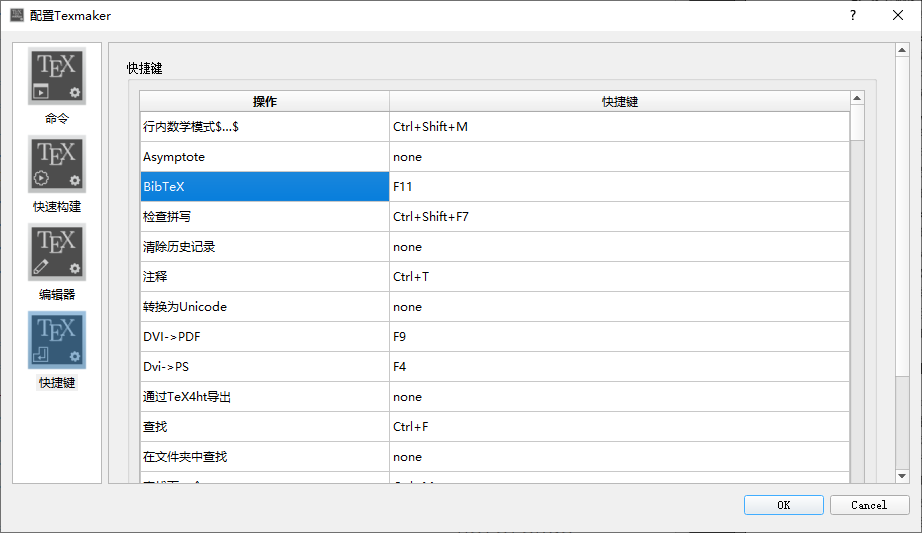 配置Texmaker
TEX
命令
TEX
快速构建
TEX
编辑器
TEX
快捷键
快捷键
操作 快捷键
行内数学模式$...$ Ctrl+Shift+M
Asymptote none
BibTeX F11
检查拼写 Ctrl+Shift+F7
清除历史记录 none
注释 Ctrl+T
转换为Unicode none
DVI->PDF F9
Dvi->PS F4
通过TeX4ht导出 none
查找 Ctrl+F
在文件夹中查找 none
OK Cancel